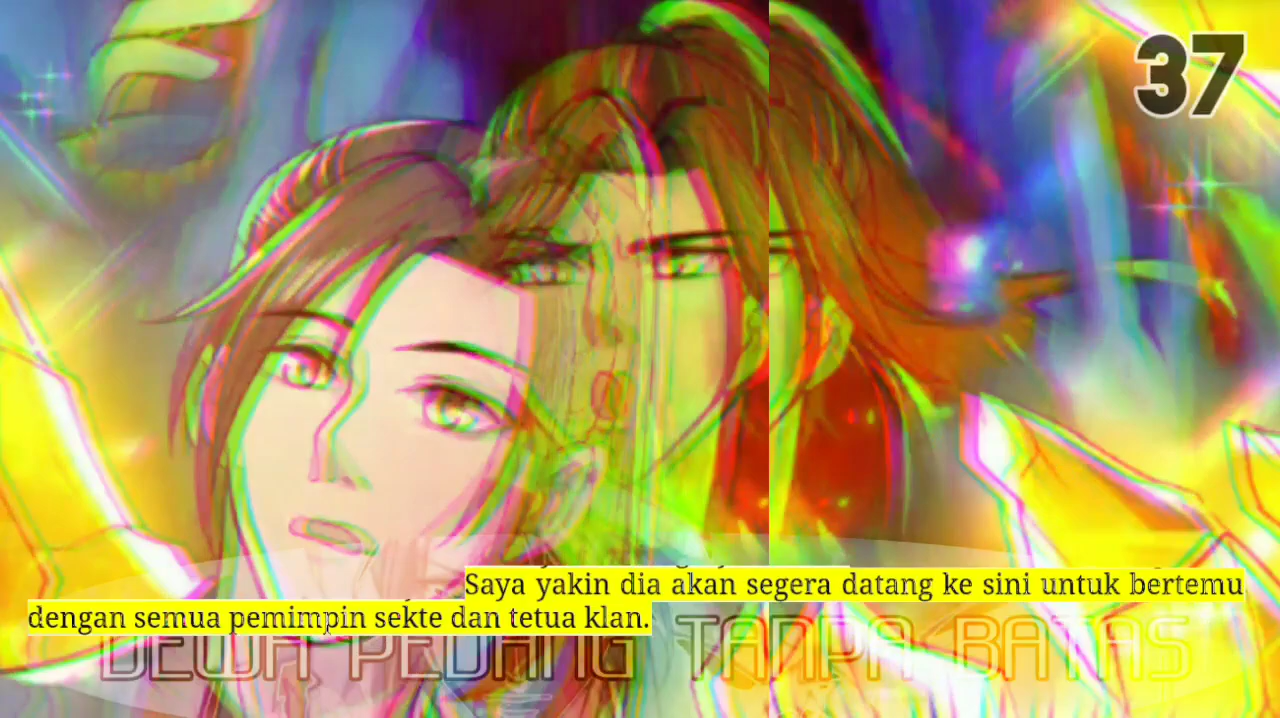 37
Saya yakin dia akan segera datang ke sini untuk bertemu
dengan semua pemimpin sekte dan tetua klan.
DEWA PEDANG TANPA BATAS